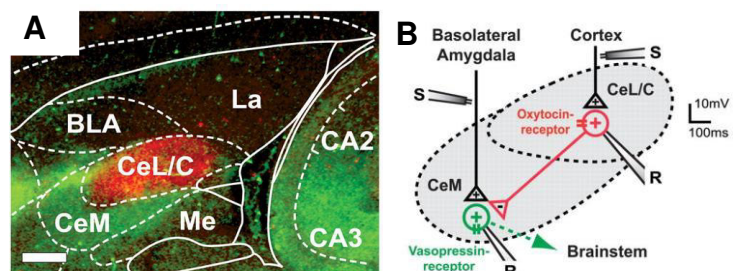 A
La
BLA
CeL/C
CA2
CeM
Me
CA3
B
Basolateral
Amygdala
Cortex
S
S
CeL/C
10mV
100ms
Oxytocin-
receptor
+
+
R
CeM
+
-
+
Vasopressin-
receptor
Brainstem
R